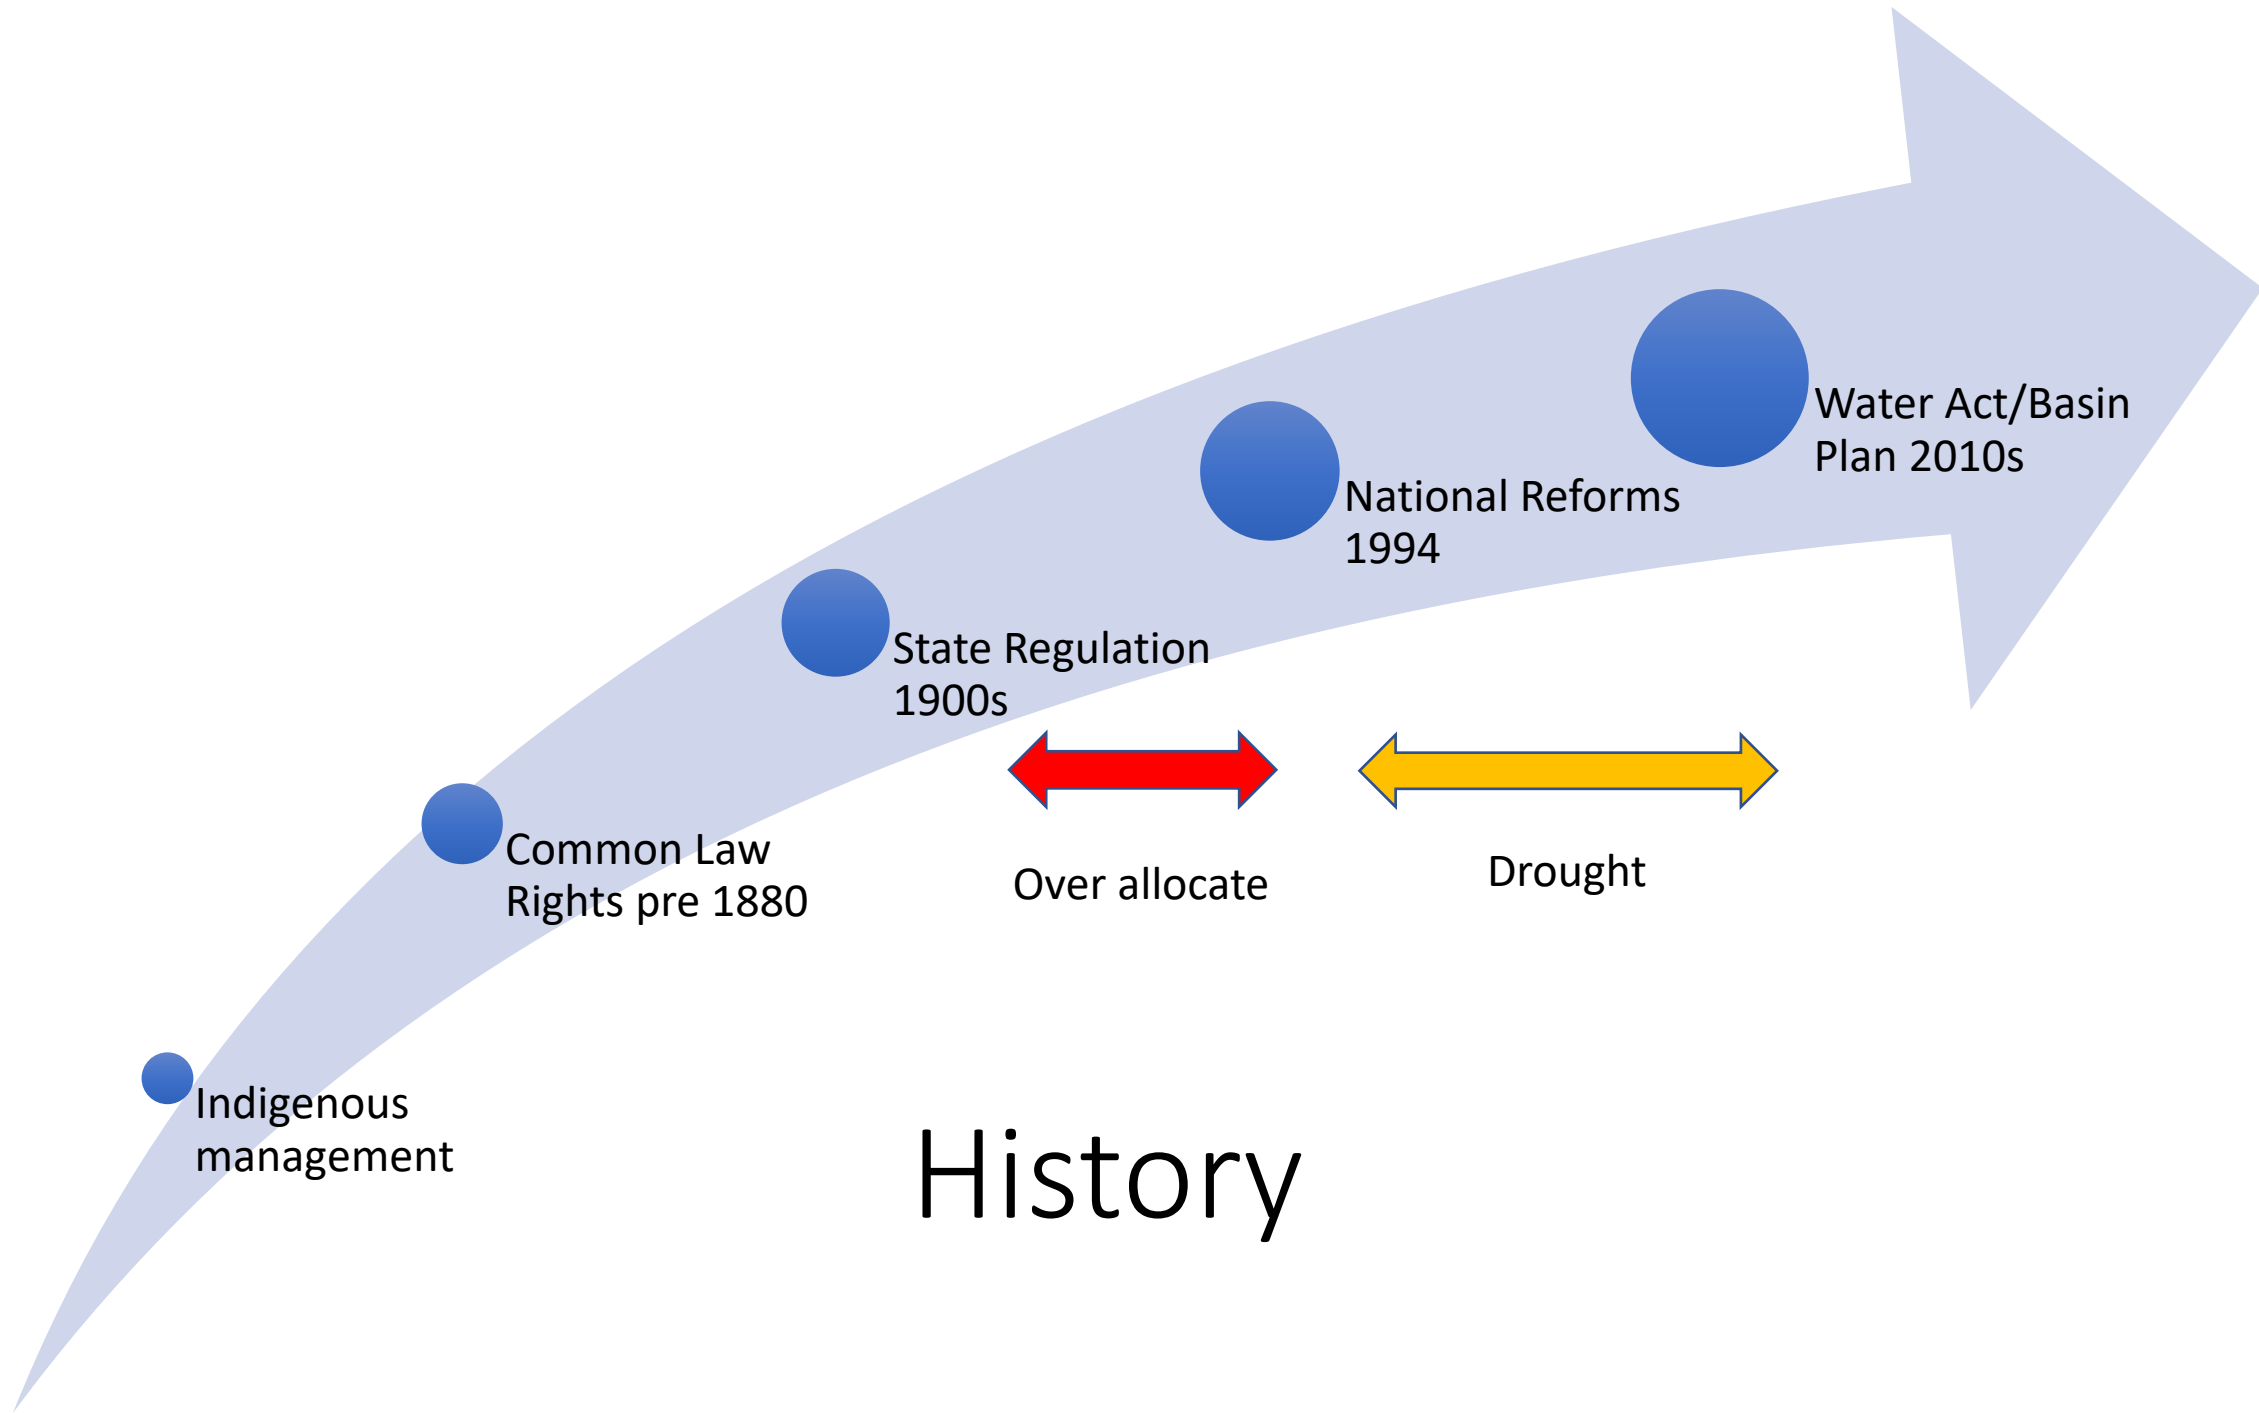 Water Act/Basin
Plan 2010s
National Reforms
1994
State Regulation
1900s
Common Law
Rights pre 1880
Over allocate
Drought
Indigenous
management
History